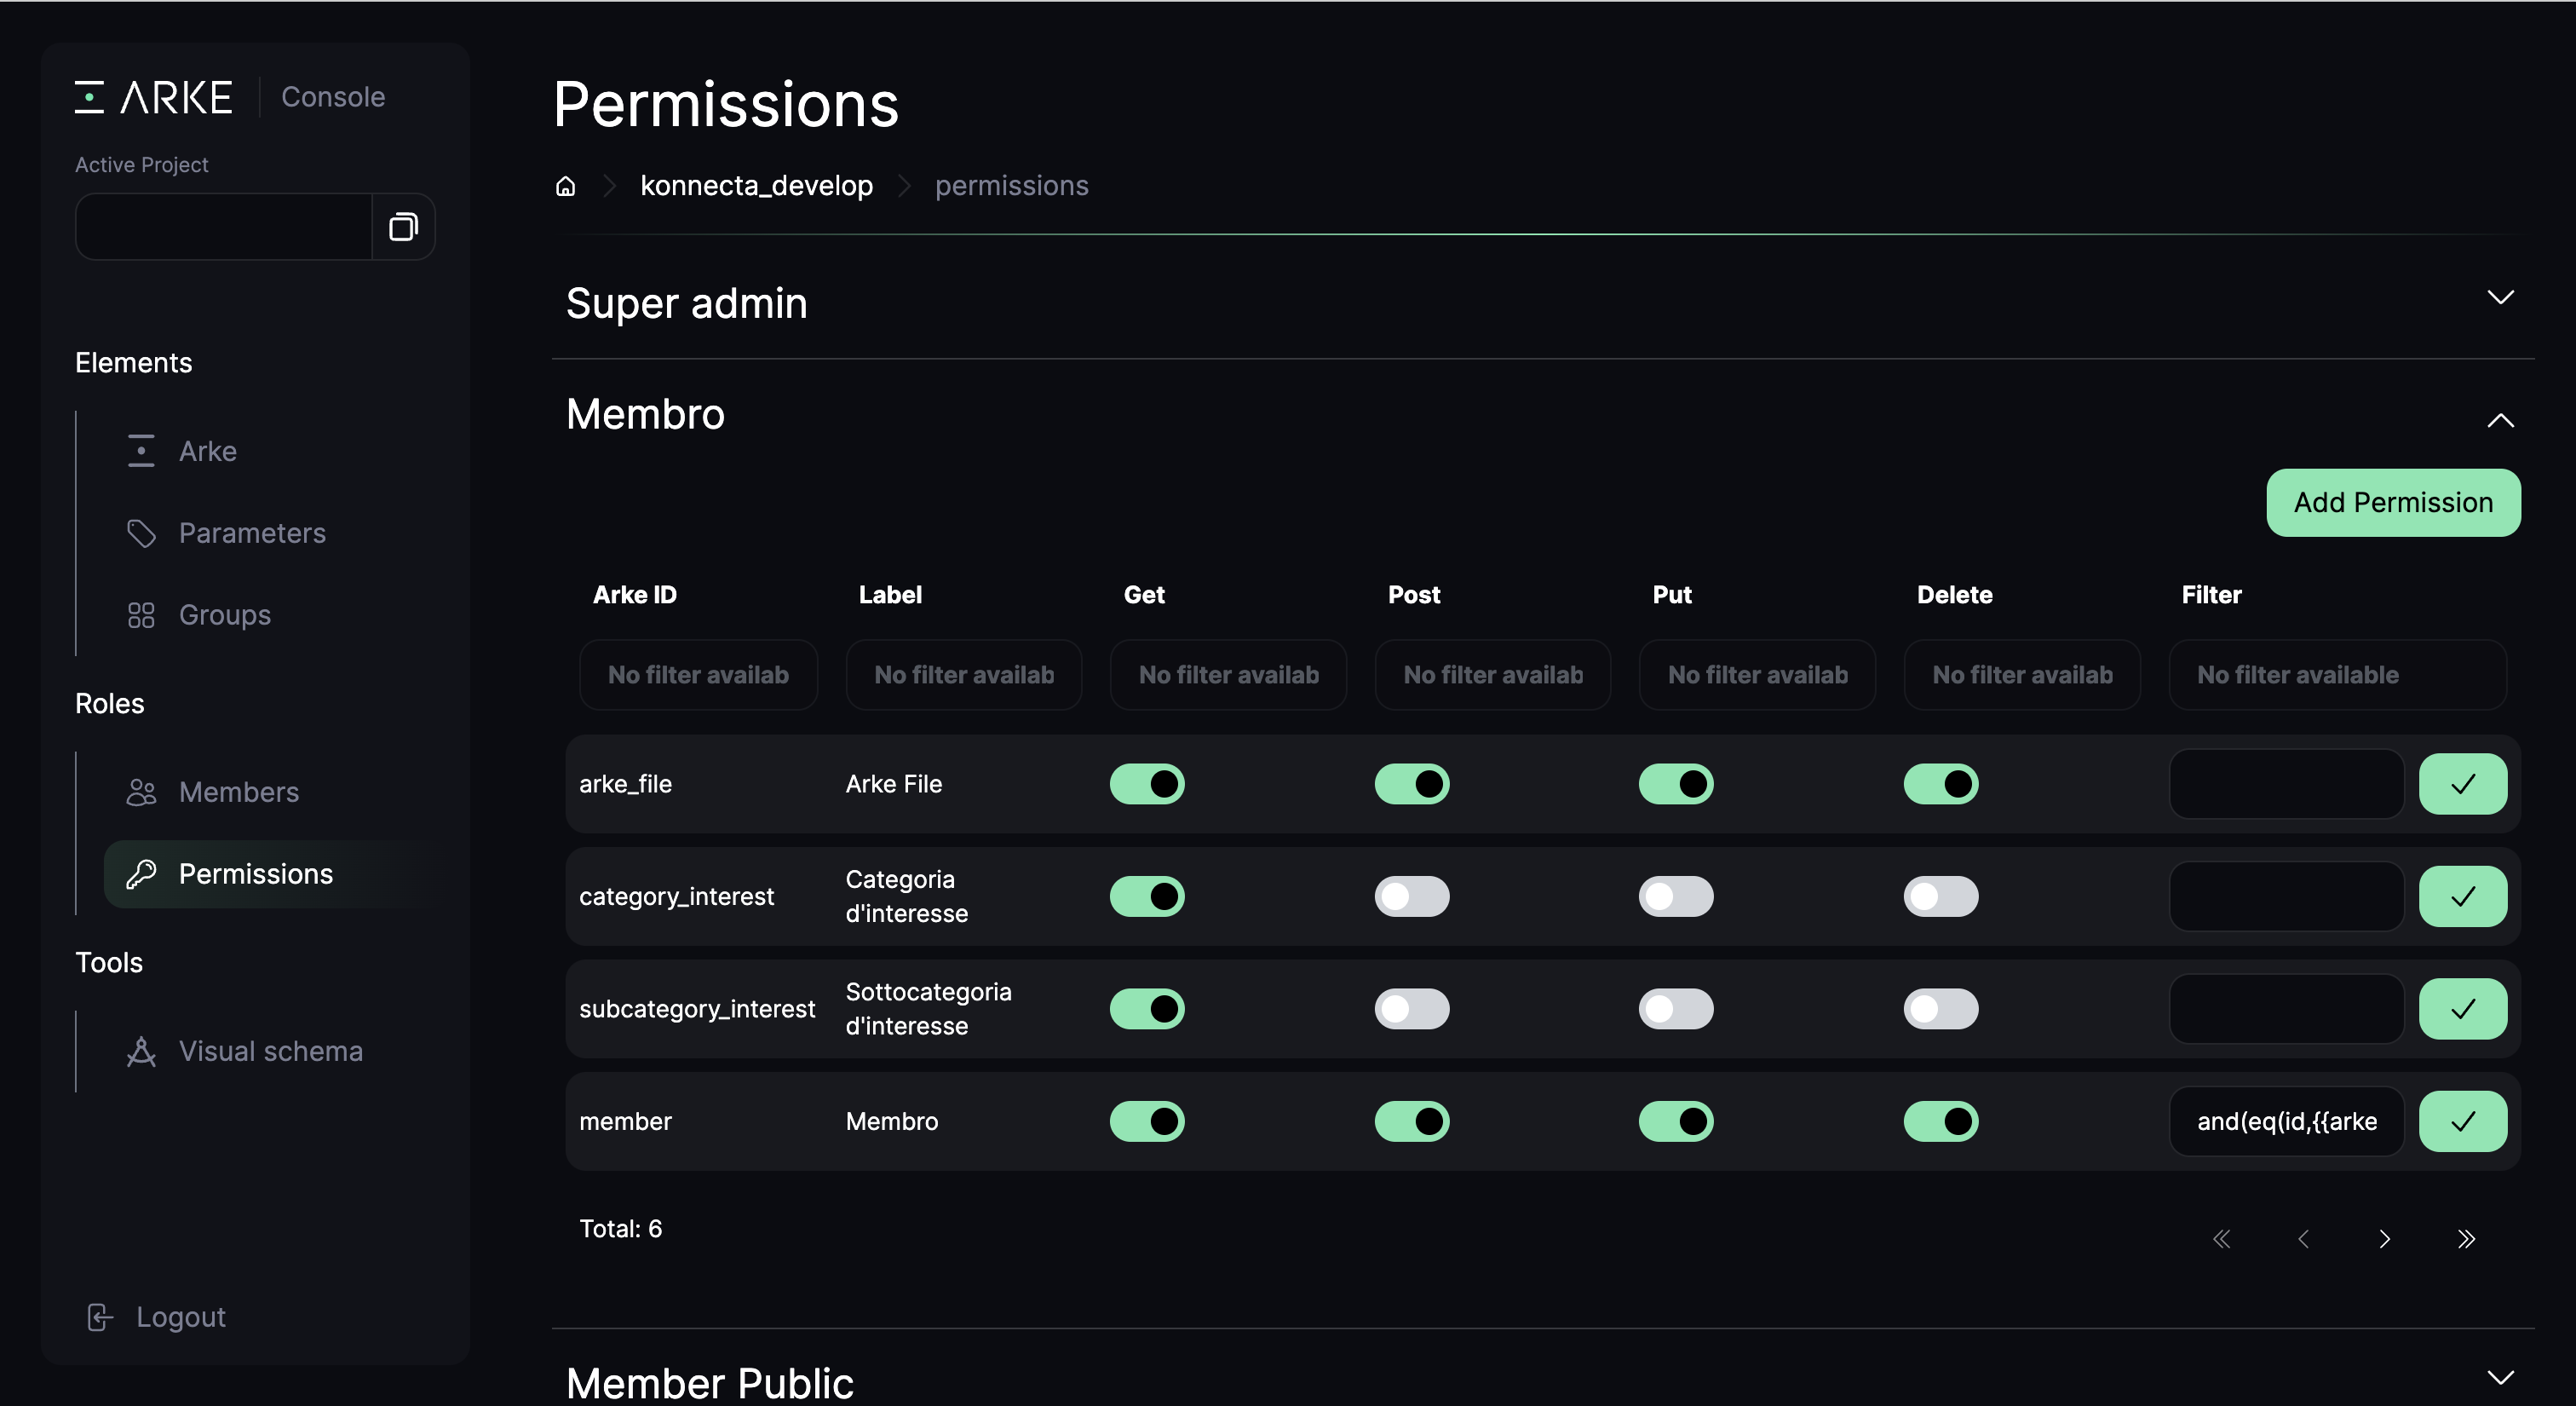 ARKE Console
Active Project
Elements
Arke
Parameters
Groups
Roles
Members
Permissions
Tools
Visual schema
Logout
Permissions
konnecta_develop permissions
Super admin
Membro
Add Permission
Arke ID Label Get Post Put Delete Filter
No filter availab No filter availab No filter availab No filter availab No filter availab No filter availab No filter available
arke_file Arke File
category_interest Categoria
d'interesse
subcategory_interest Sottocategoria
d'interesse
member Membro and(eq(id,{{arke
Total: 6
Member Public